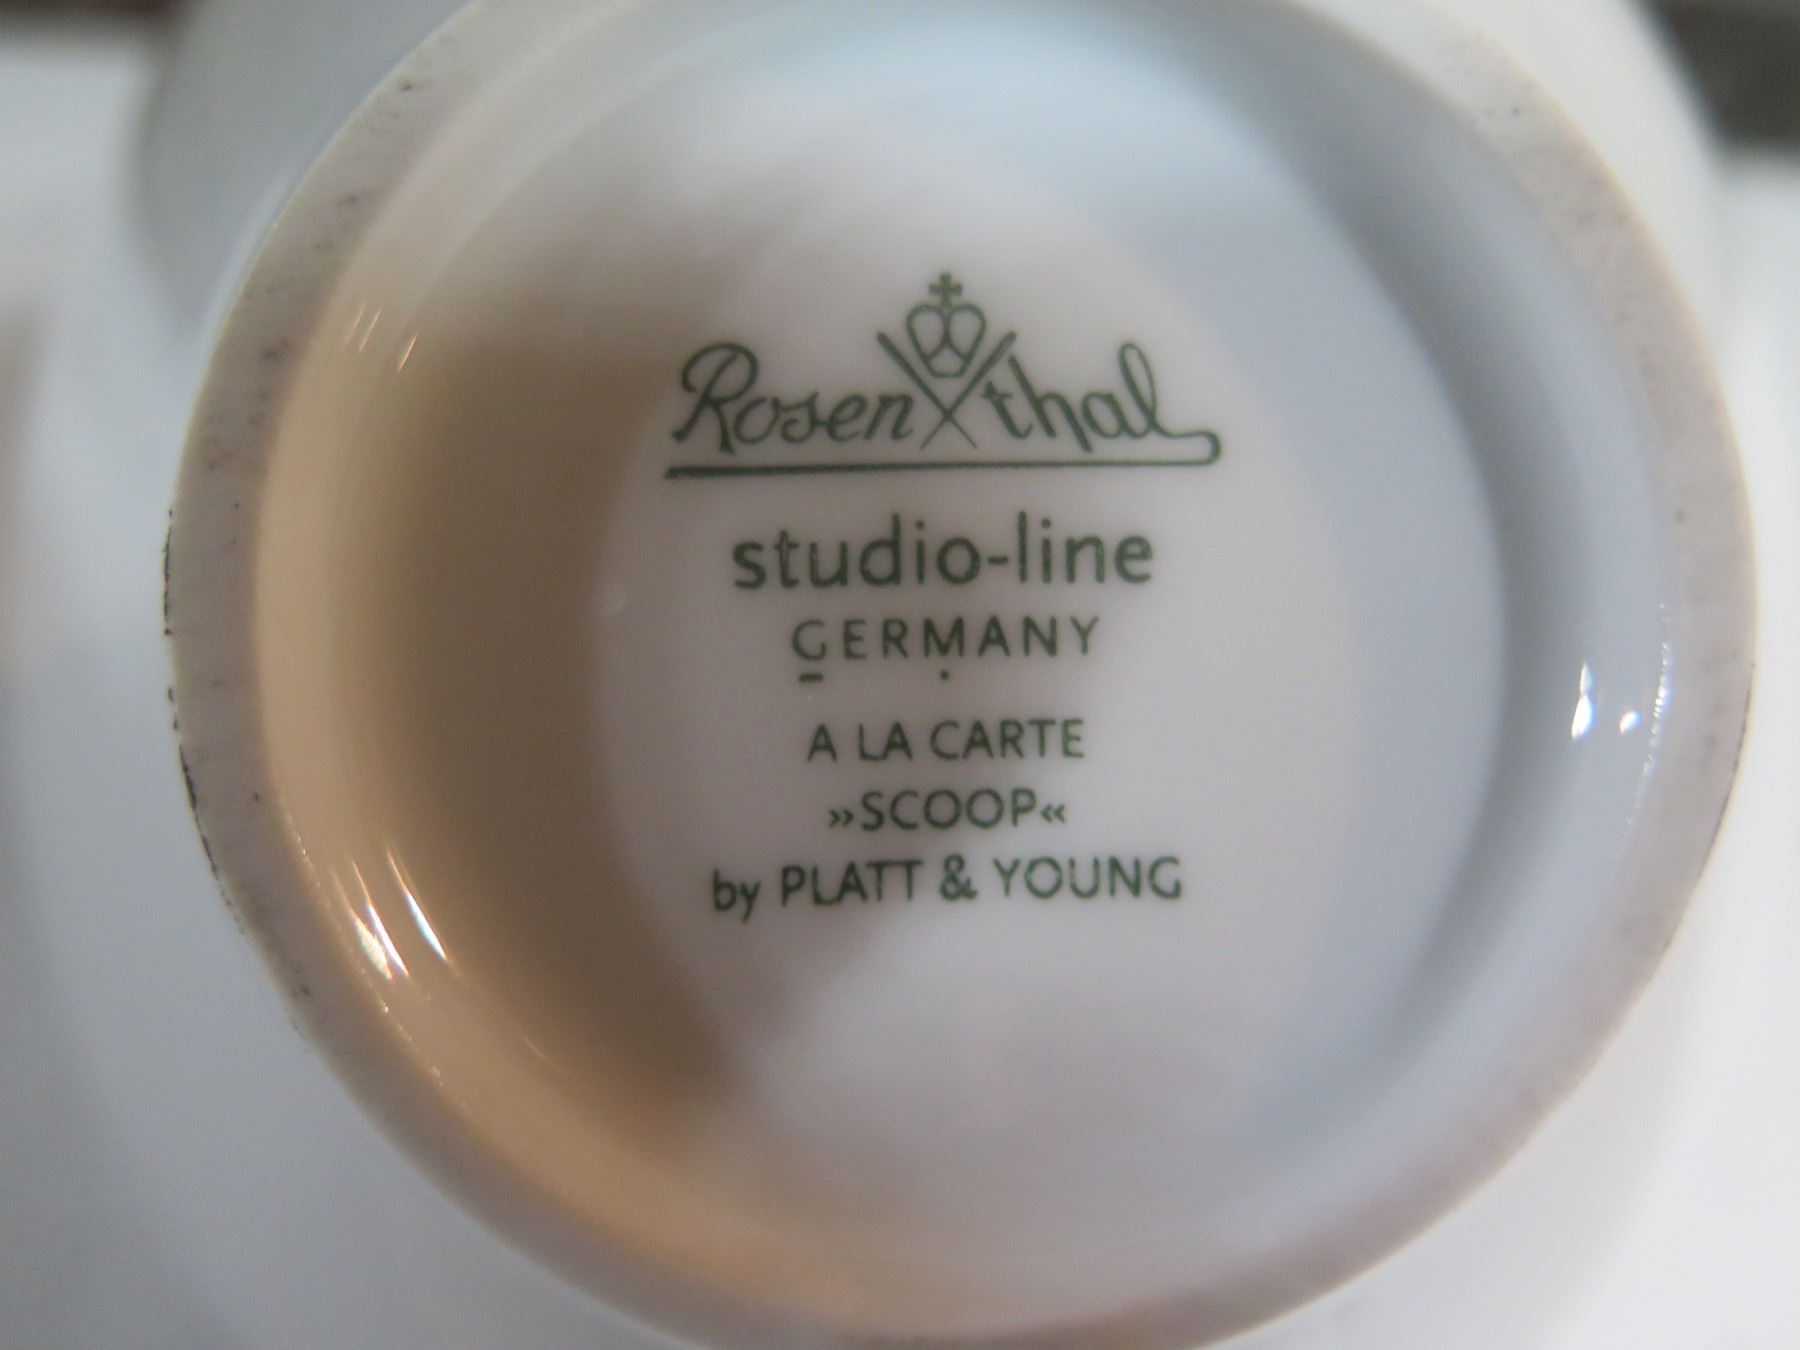 Rosenthal
studio-line
GERMANY
A LA CARTE
»SCOOP«
by PLATT & YOUNG